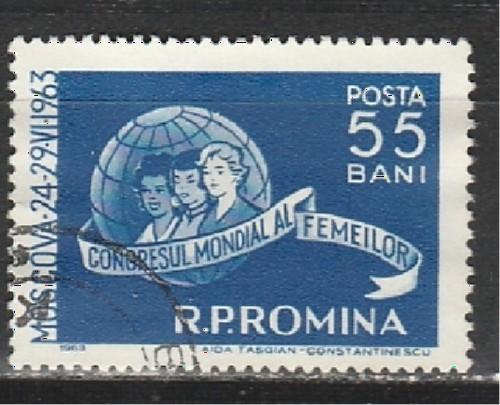 MOSCOVA-24-29-VI-1963
POSTA
55
BANI
CONGRESUL MONDIAL AL FEMEILOR
R.P.ROMINA
1963
AIDA TASGIAN-CONSTANTINESCU